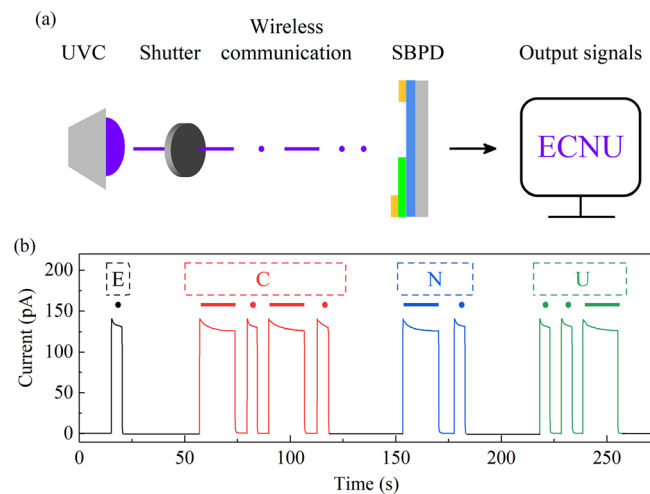 (a)
Wireless
UVC Shutter communication SBPD Output signals
ECNU
(b)
E C N U
200
150
100
50
0
Current (pA)
0 50 100 150 200 250
Time (s)